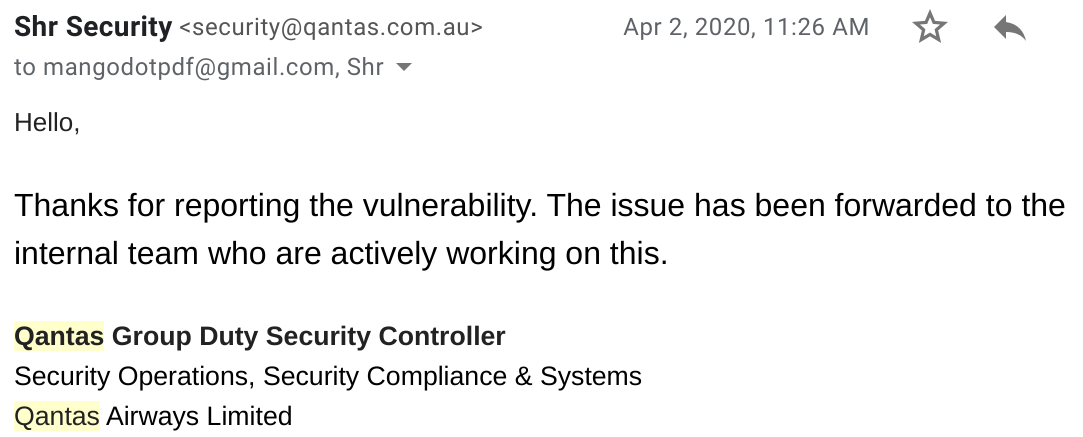 Shr Security <security@qantas.com.au> Apr 2, 2020, 11:26 AM
to mangodotpdf@gmail.com, Shr
Hello,
Thanks for reporting the vulnerability. The issue has been forwarded to the
internal team who are actively working on this.
Qantas Group Duty Security Controller
Security Operations, Security Compliance & Systems
Qantas Airways Limited